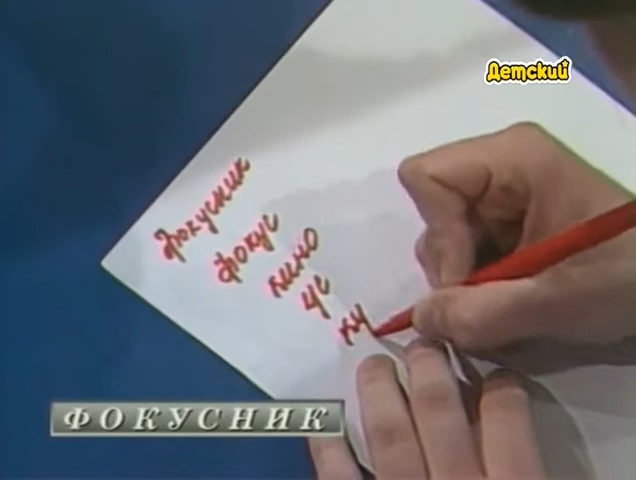 Детский
Фокусник
фокус
кино
ус
ку
ФОКУСНИК